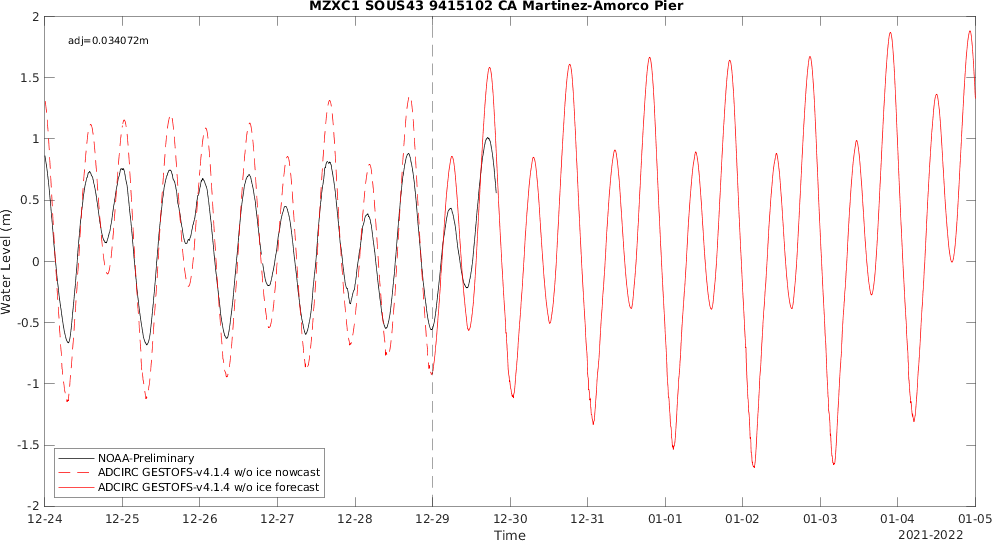 MZXC1 SOUS43 9415102 CA Martinez-Amorco Pier
adj=0.034072m
2
1.5
1
0.5
0
-0.5
-1
-1.5
-2
Water Level (m)
NOAA-Preliminary
ADCIRC GESTOFS-v4.1.4 w/o ice nowcast
ADCIRC GESTOFS-v4.1.4 w/o ice forecast
12-24 12-25 12-26 12-27 12-28 12-29 12-30 12-31 01-01 01-02 01-03 01-04 01-05
Time
2021-2022